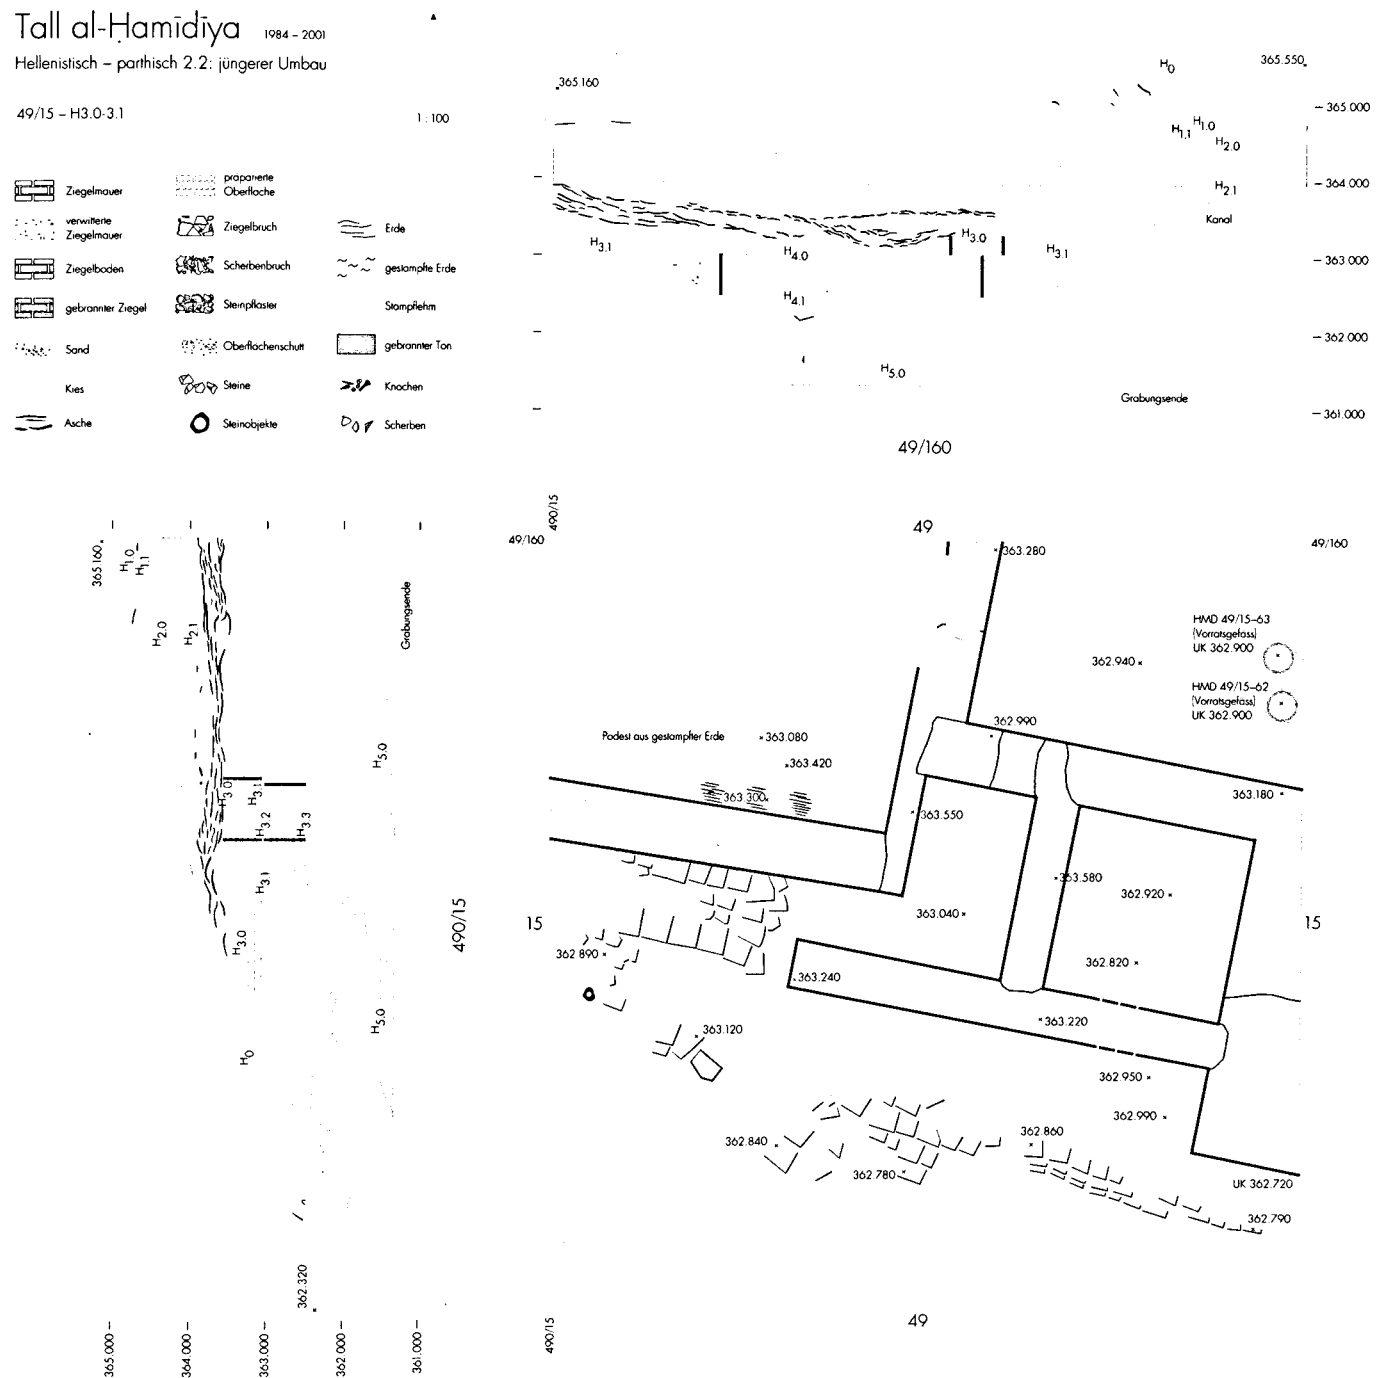 Tall al-Ḥamīdīya 1984 – 2001
Hellenistisch – parthisch 2.2: jüngerer Umbau
49/15 – H3.0-3.1
1 : 100
Ziegelmauer
verwitterte
Ziegelmauer
Ziegelboden
gebrannter Ziegel
Sand
Kies
Asche
präparierte
Oberfläche
Ziegelbruch
Scherbenbruch
Steinpflaster
Oberflächenschutt
Steine
Steinobjekte
Erde
gestampfte Erde
Stampflehm
gebrannter Ton
Knochen
Scherben
365.160
H0
365.550
365.000
H1.1
H1.0
H2.0
364.000
H2.1
Kanal
H3.1
H4.0
H3.0
H3.1
363.000
H4.1
362.000
H5.0
Grabungsende
361.000
49/160
365.160
H1.0
H1.1
H2.0
H2.1
Grabungsende
H5.0
H3.0
H3.1
H3.2
H3.3
H3.1
H3.0
H5.0
H0
362.320
365.000
364.000
363.000
362.000
361.000
490/15
490/15
49/160
49
49/160
363.280
HMD 49/15–63
(Vorratsgefäss)
UK 362.900
362.940
HMD 49/15–62
(Vorratsgefäss)
UK 362.900
362.990
Podest aus gestampfter Erde
363.080
363.420
363.300
363.180
363.550
363.580
362.920
363.040
15
15
362.890
362.820
363.240
363.220
363.120
362.950
362.990
362.840
362.860
362.780
UK 362.720
362.790
490/15
49